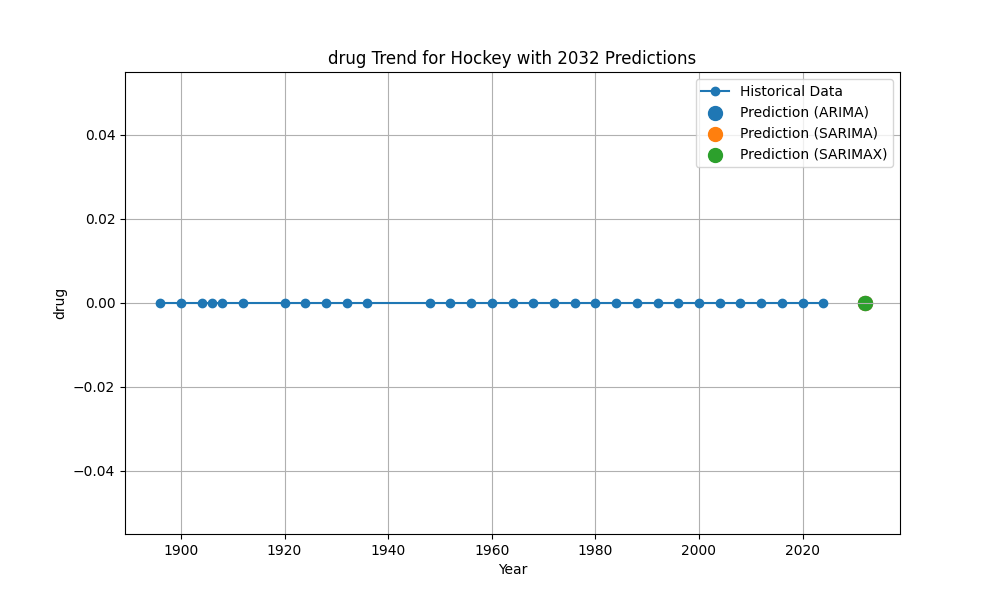 drug Trend for Hockey with 2032 Predictions
Historical Data
Prediction (ARIMA)
Prediction (SARIMA)
Prediction (SARIMAX)
drug
0.04
0.02
0.00
−0.02
−0.04
1900 1920 1940 1960 1980 2000 2020
Year